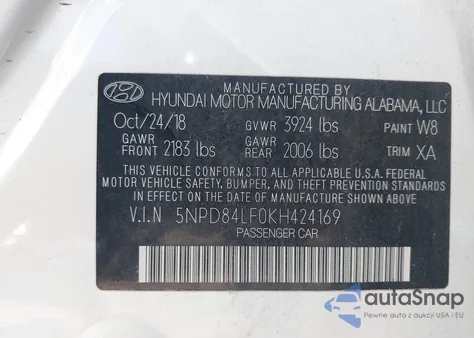 MANUFACTURED BY
HYUNDAI MOTOR MANUFACTURING ALABAMA, LLC
Oct/24/18 GVWR 3924 lbs PAINT W8
GAWR FRONT 2183 lbs GAWR REAR 2006 lbs TRIM XA
THIS VEHICLE CONFORMS TO ALL APPLICABLE U.S.A. FEDERAL
MOTOR VEHICLE SAFETY, BUMPER, AND THEFT PREVENTION STANDARDS
IN EFFECT ON THE DATE OF MANUFACTURE SHOWN ABOVE.
V.I.N 5NPD84LF0KH424169
PASSENGER CAR
autoSnap
Pewne auto z aukcji USA i EU